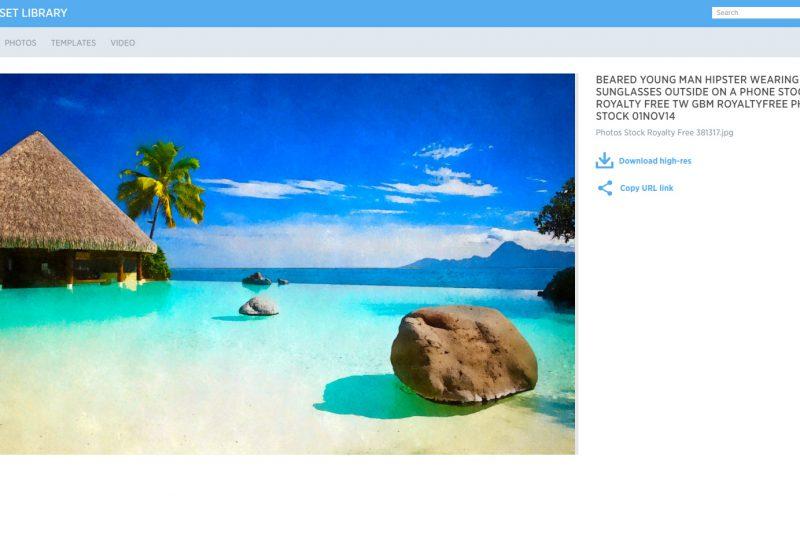 SET LIBRARY
Search
PHOTOS TEMPLATES VIDEO
BEARED YOUNG MAN HIPSTER WEARING
SUNGLASSES OUTSIDE ON A PHONE STOC
ROYALTY FREE TW GBM ROYALTYFREE PH
STOCK 01NOV14
Photos Stock Royalty Free 381317.jpg
Download high-res
Copy URL link